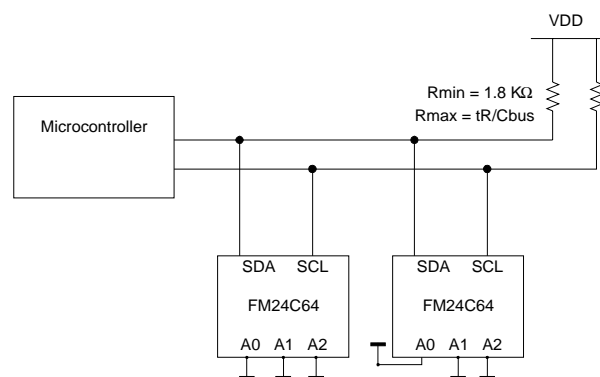 VDD
Rmin = 1.8 KΩ
Rmax = tR/Cbus
Microcontroller
SDA SCL
SDA SCL
FM24C64
FM24C64
A0 A1 A2
A0 A1 A2